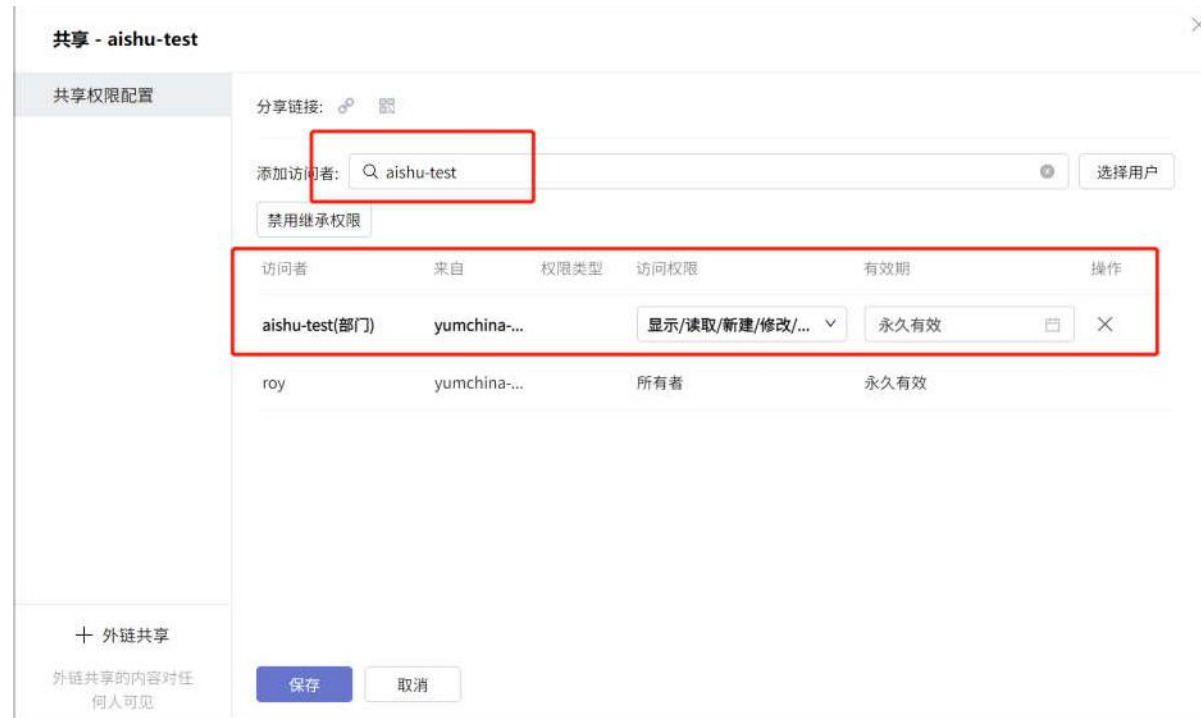 共享 - aishu-test
共享权限配置
分享链接:
添加访问者: aishu-test 选择用户
禁用继承权限
访问者 来自 权限类型 访问权限 有效期 操作
aishu-test(部门) yumchina-... 显示/读取/新建/修改/... 永久有效
roy yumchina-... 所有者 永久有效
外链共享
外链共享的内容对任
何人可见
保存 取消